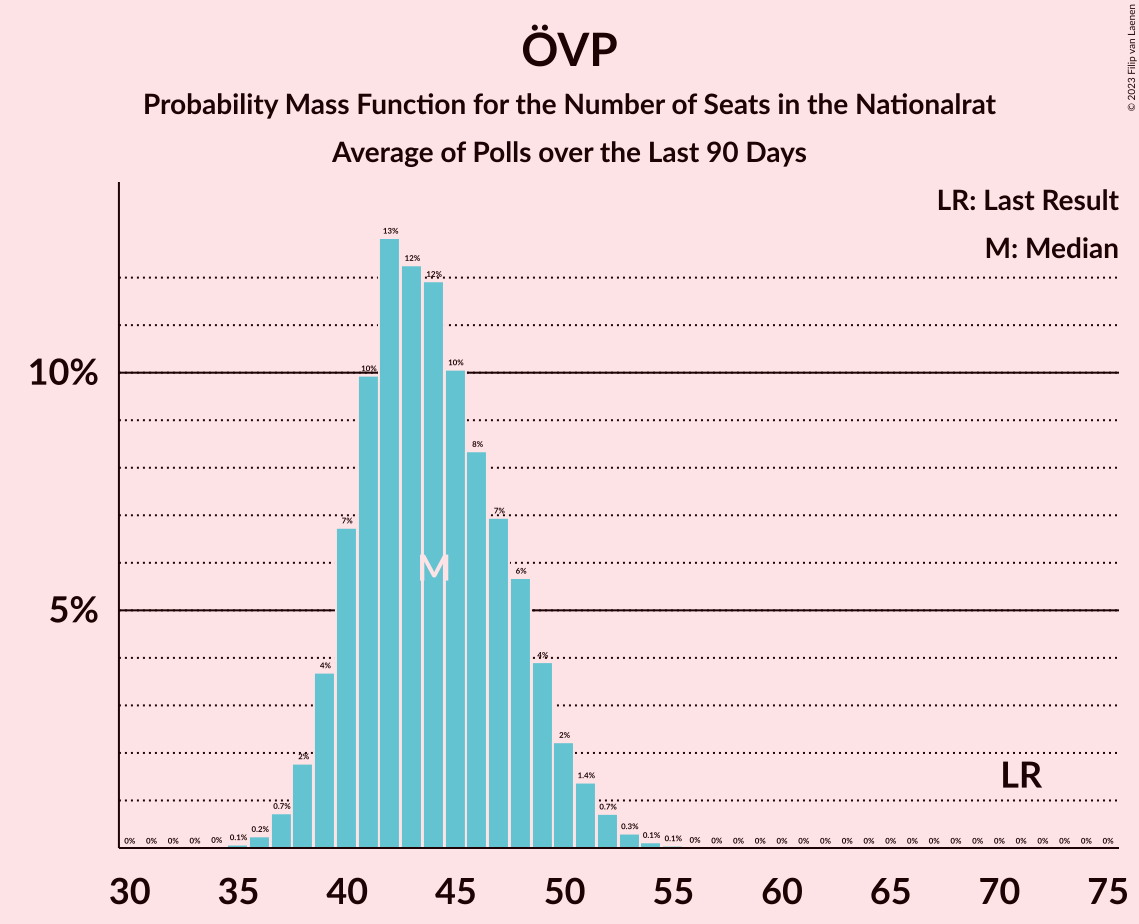 ÖVP
Probability Mass Function for the Number of Seats in the Nationalrat
Average of Polls over the Last 90 Days
© 2023 Filip van Laenen
LR: Last Result
M: Median
10%
5%
0% 0% 0% 0% 0% 0.1% 0.2% 0.7% 2% 4% 7% 10% 13% 12% 12% 10% 8% 7% 6% 4% 2% 1.4% 0.7% 0.3% 0.1% 0.1% 0% 0% 0% 0% 0% 0% 0% 0% 0% 0% 0% 0% 0% 0% 0% 0% 0% 0% 0% 0%
M
LR
30 35 40 45 50 55 60 65 70 75